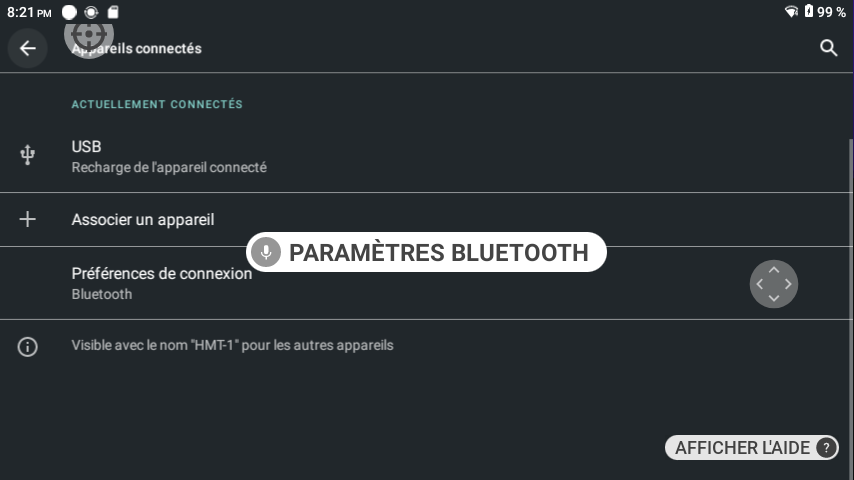 8:21 PM
99 %
Appareils connectés
ACTUELLEMENT CONNECTÉS
USB
Recharge de l'appareil connecté
Associer un appareil
PARAMÈTRES BLUETOOTH
Préférences de connexion
Bluetooth
Visible avec le nom "HMT-1" pour les autres appareils
AFFICHER L'AIDE ?